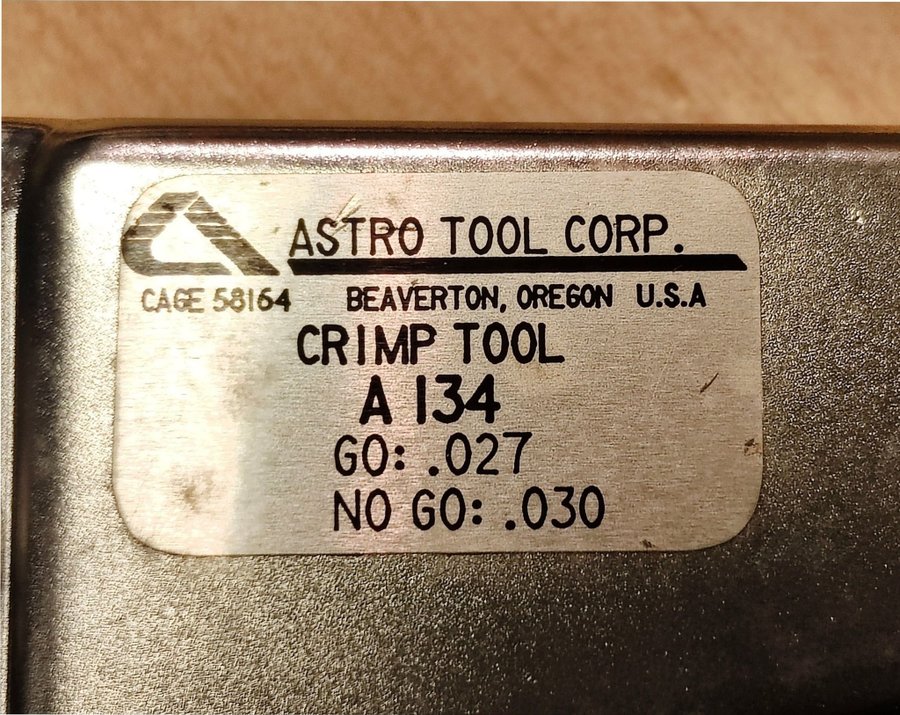 ASTRO TOOL CORP.
CAGE 58164 BEAVERTON, OREGON U.S.A
CRIMP TOOL
A 134
GO: .027
NO GO: .030